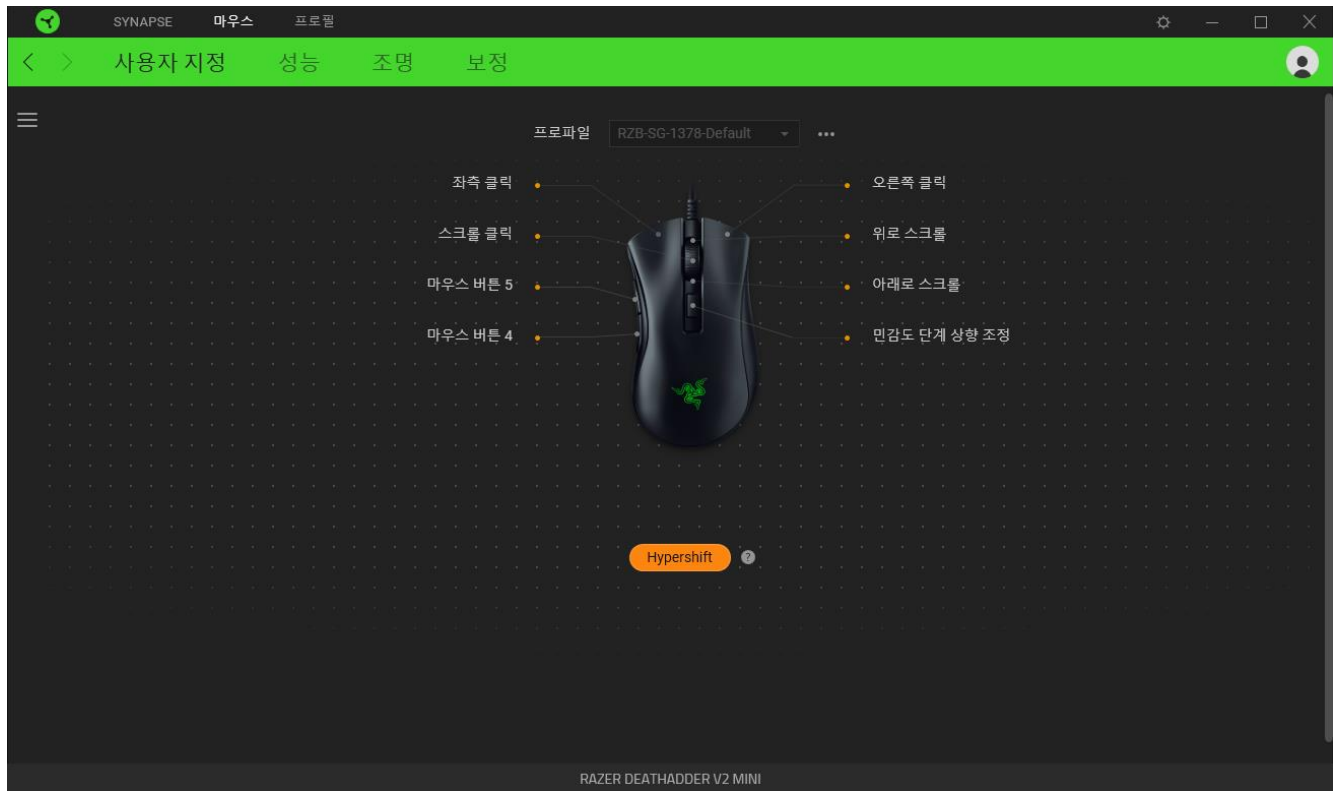 SYNAPSE 마우스 프로필
사용자 지정 성능 조명 보정
프로파일 RZB-SG-1378-Default
좌측 클릭 오른쪽 클릭
스크롤 클릭 위로 스크롤
마우스 버튼 5 아래로 스크롤
마우스 버튼 4 민감도 단계 상향 조정
Hypershift ?
RAZER DEATHADDER V2 MINI